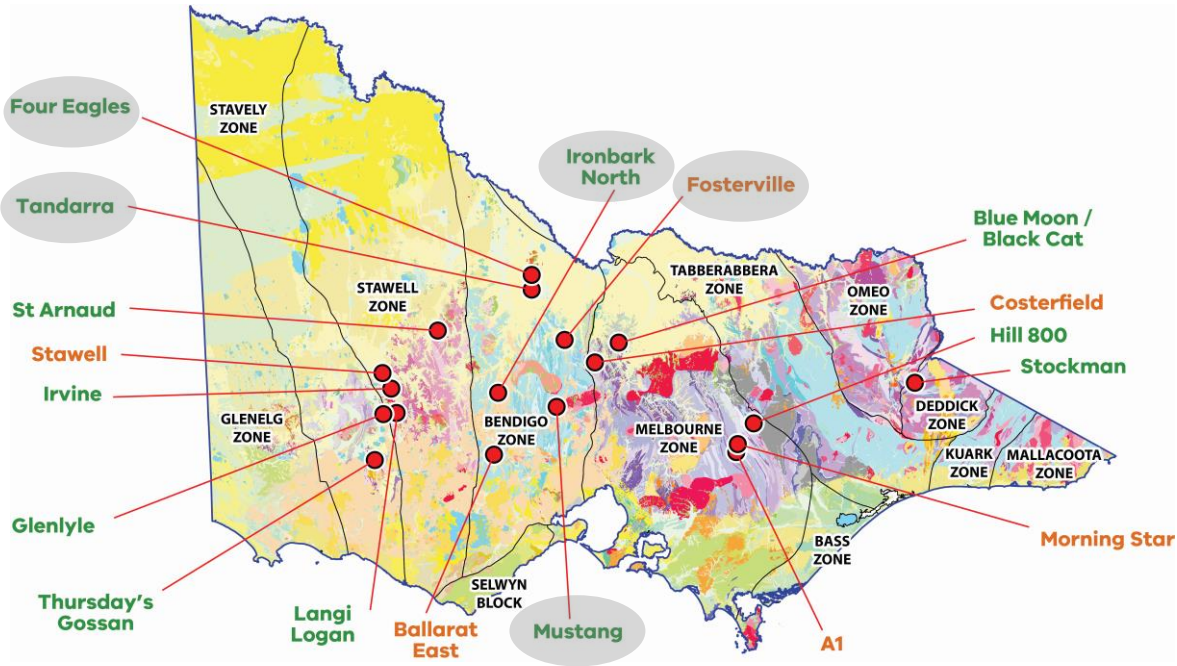 Four Eagles
STAVELY
ZONE
Ironbark
North
Fosterville
Tandarra
Blue Moon /
Black Cat
TABBERABBERA
ZONE
OMEO
ZONE
STAWELL
ZONE
St Arnaud
Costerfield
Hill 800
Stawell
Stockman
Irvine
GLENELG
ZONE
BENDIGO
ZONE
MELBOURNE
ZONE
DEDDICK
ZONE
KUARK
ZONE
MALLACOOTA
ZONE
Glenlyle
Morning Star
BASS
ZONE
SELWYN
BLOCK
Thursday's
Gossan
Langi
Logan
Ballarat
East
Mustang
A1